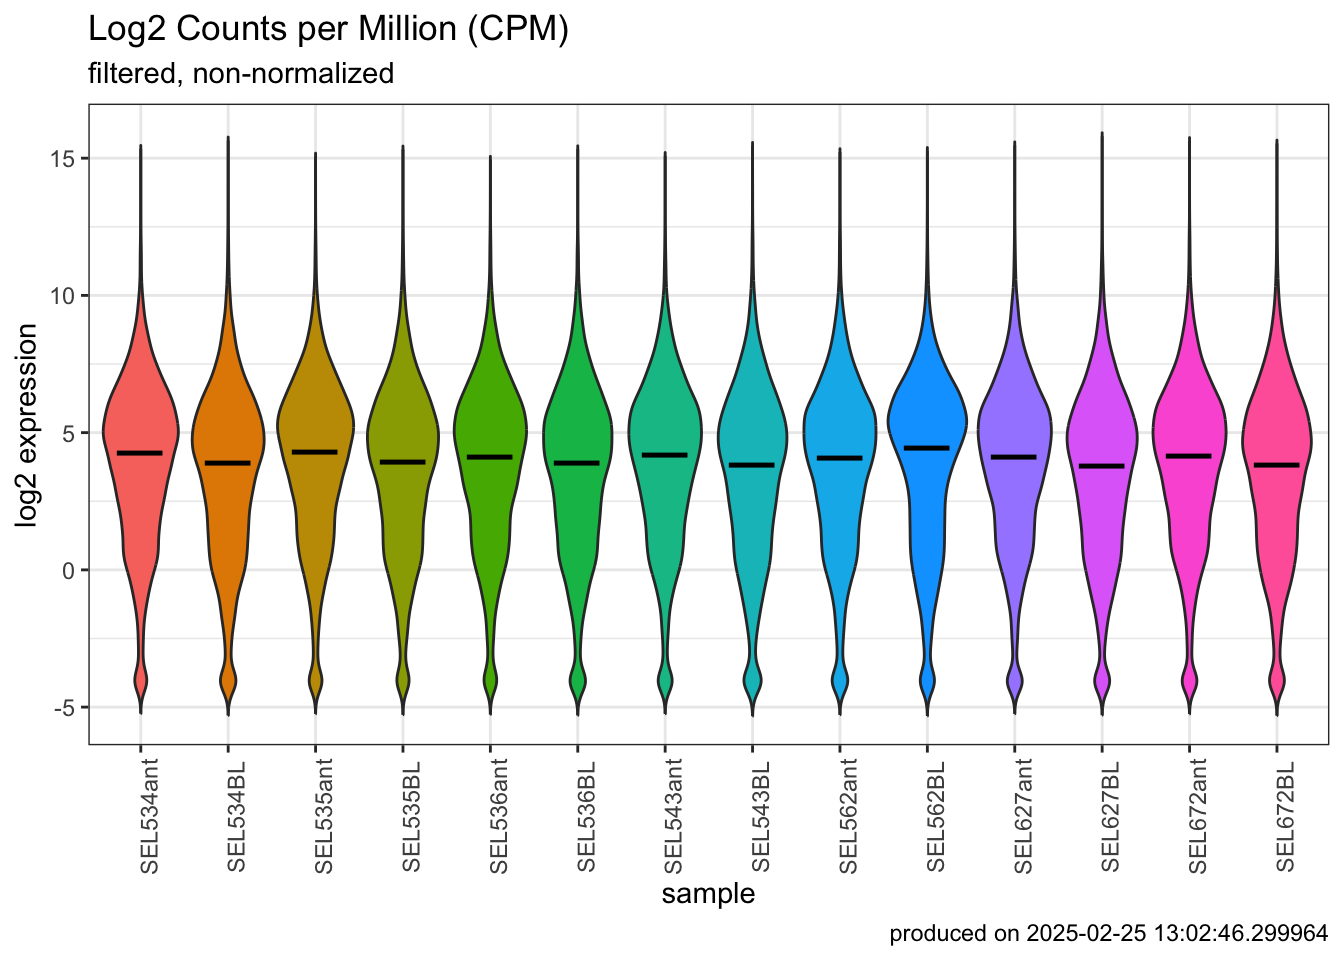 Log2 Counts per Million (CPM)
filtered, non-normalized
log2 expression
15
10
5
0
-5
SEL534ant
SEL534BL
SEL535ant
SEL535BL
SEL536ant
SEL536BL
SEL543ant
SEL543BL
SEL562ant
SEL562BL
SEL627ant
SEL627BL
SEL672ant
SEL672BL
sample
produced on 2025-02-25 13:02:46.299964